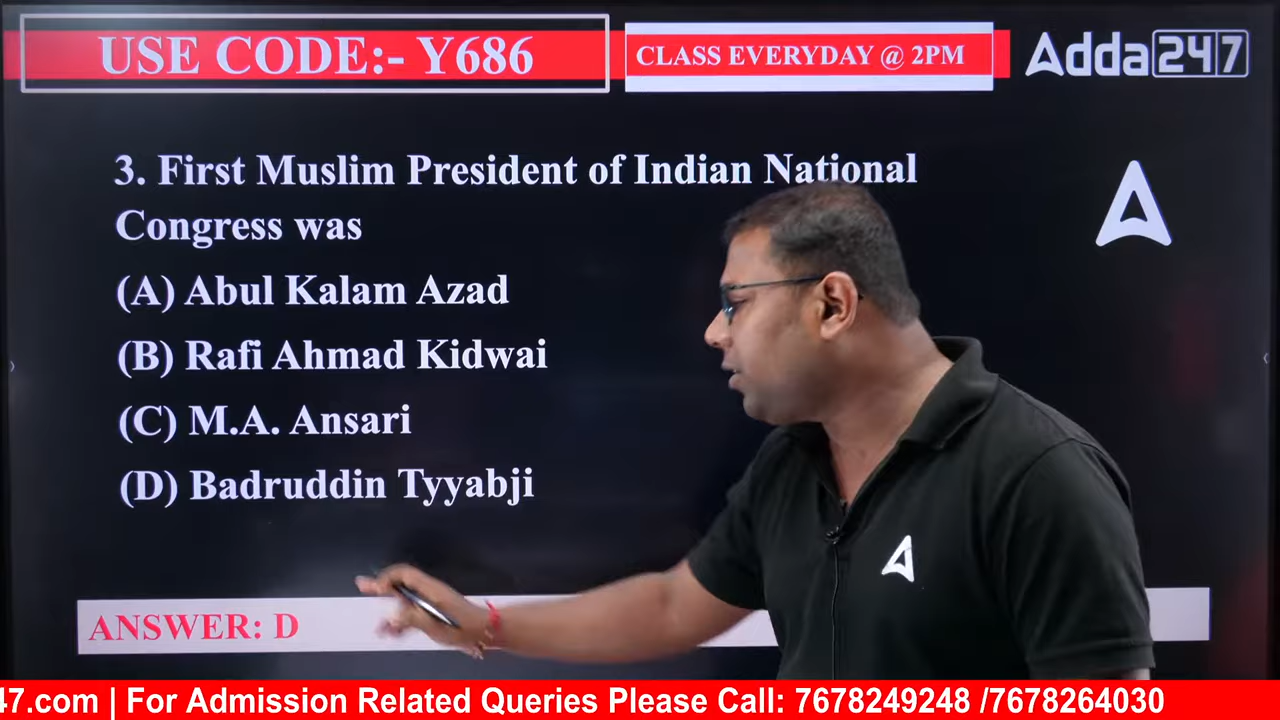 USE CODE:- Y686
CLASS EVERYDAY @ 2PM
Adda247
3. First Muslim President of Indian National
Congress was
(A) Abul Kalam Azad
(B) Rafi Ahmad Kidwai
(C) M.A. Ansari
(D) Badruddin Tyyabji
ANSWER: D
47.com | For Admission Related Queries Please Call: 7678249248 /7678264030